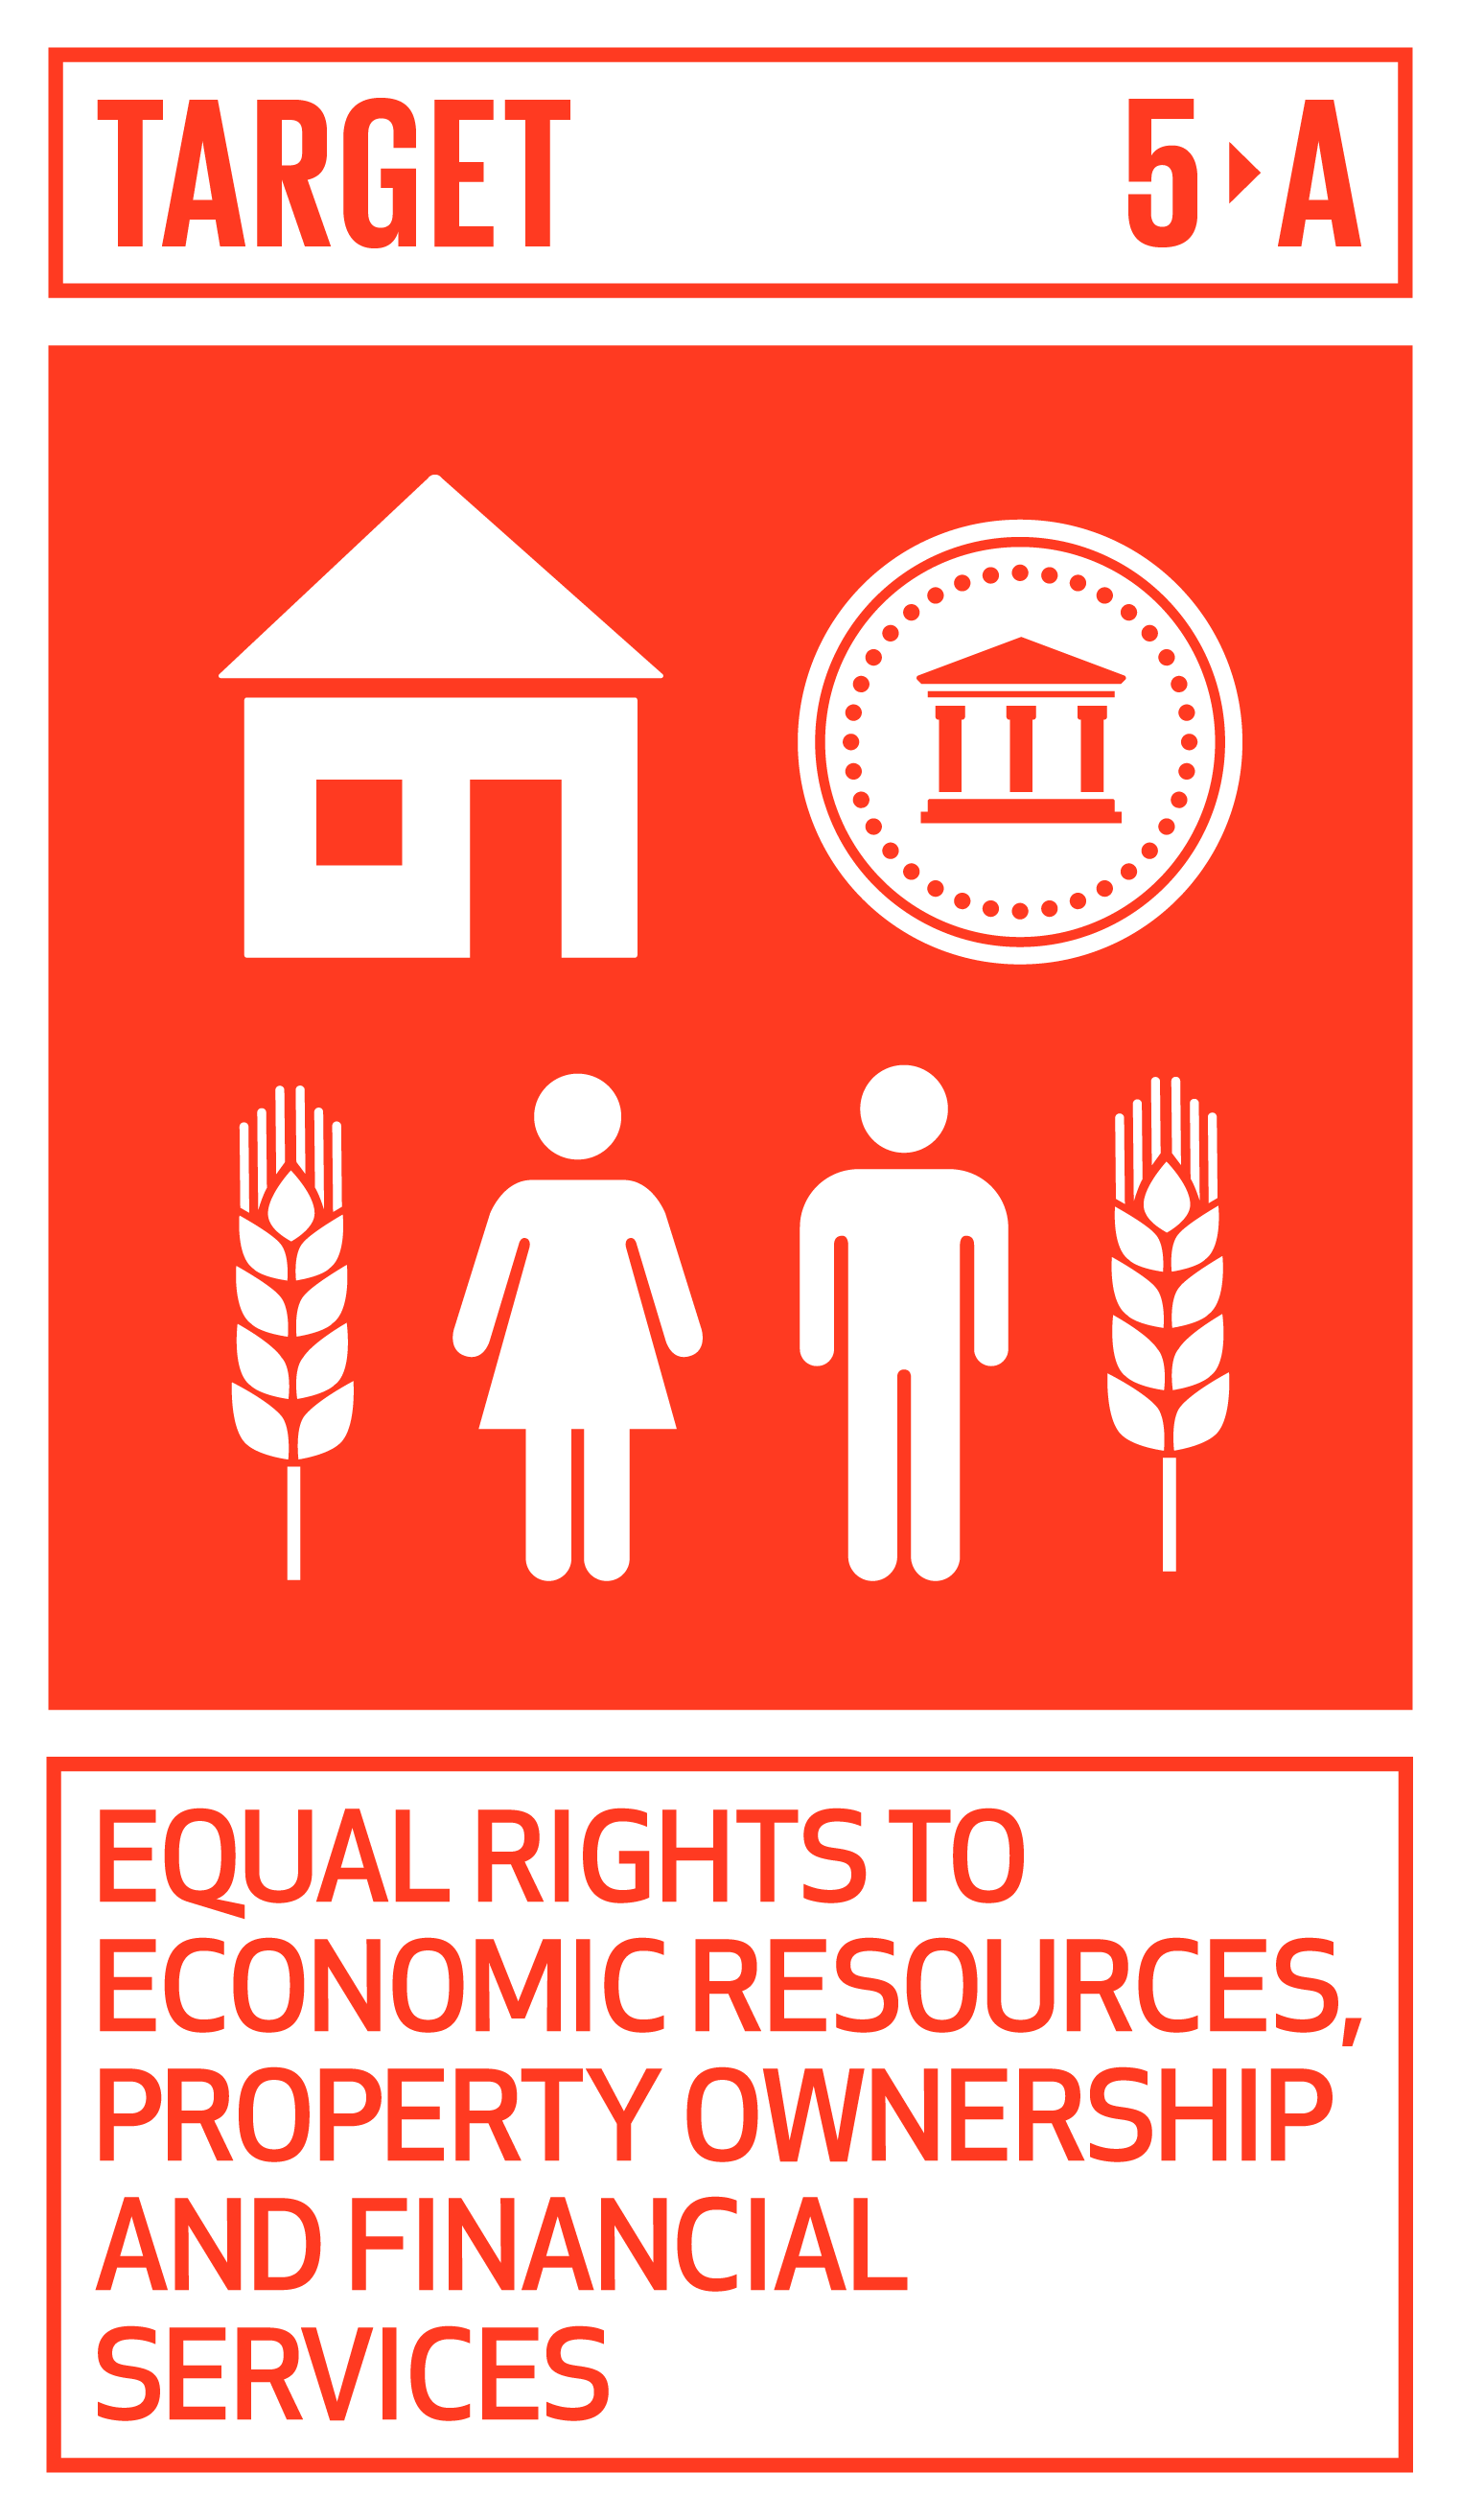 TARGET 5▸A
EQUAL RIGHTS TO
ECONOMIC RESOURCES,
PROPERTY OWNERSHIP
AND FINANCIAL
SERVICES